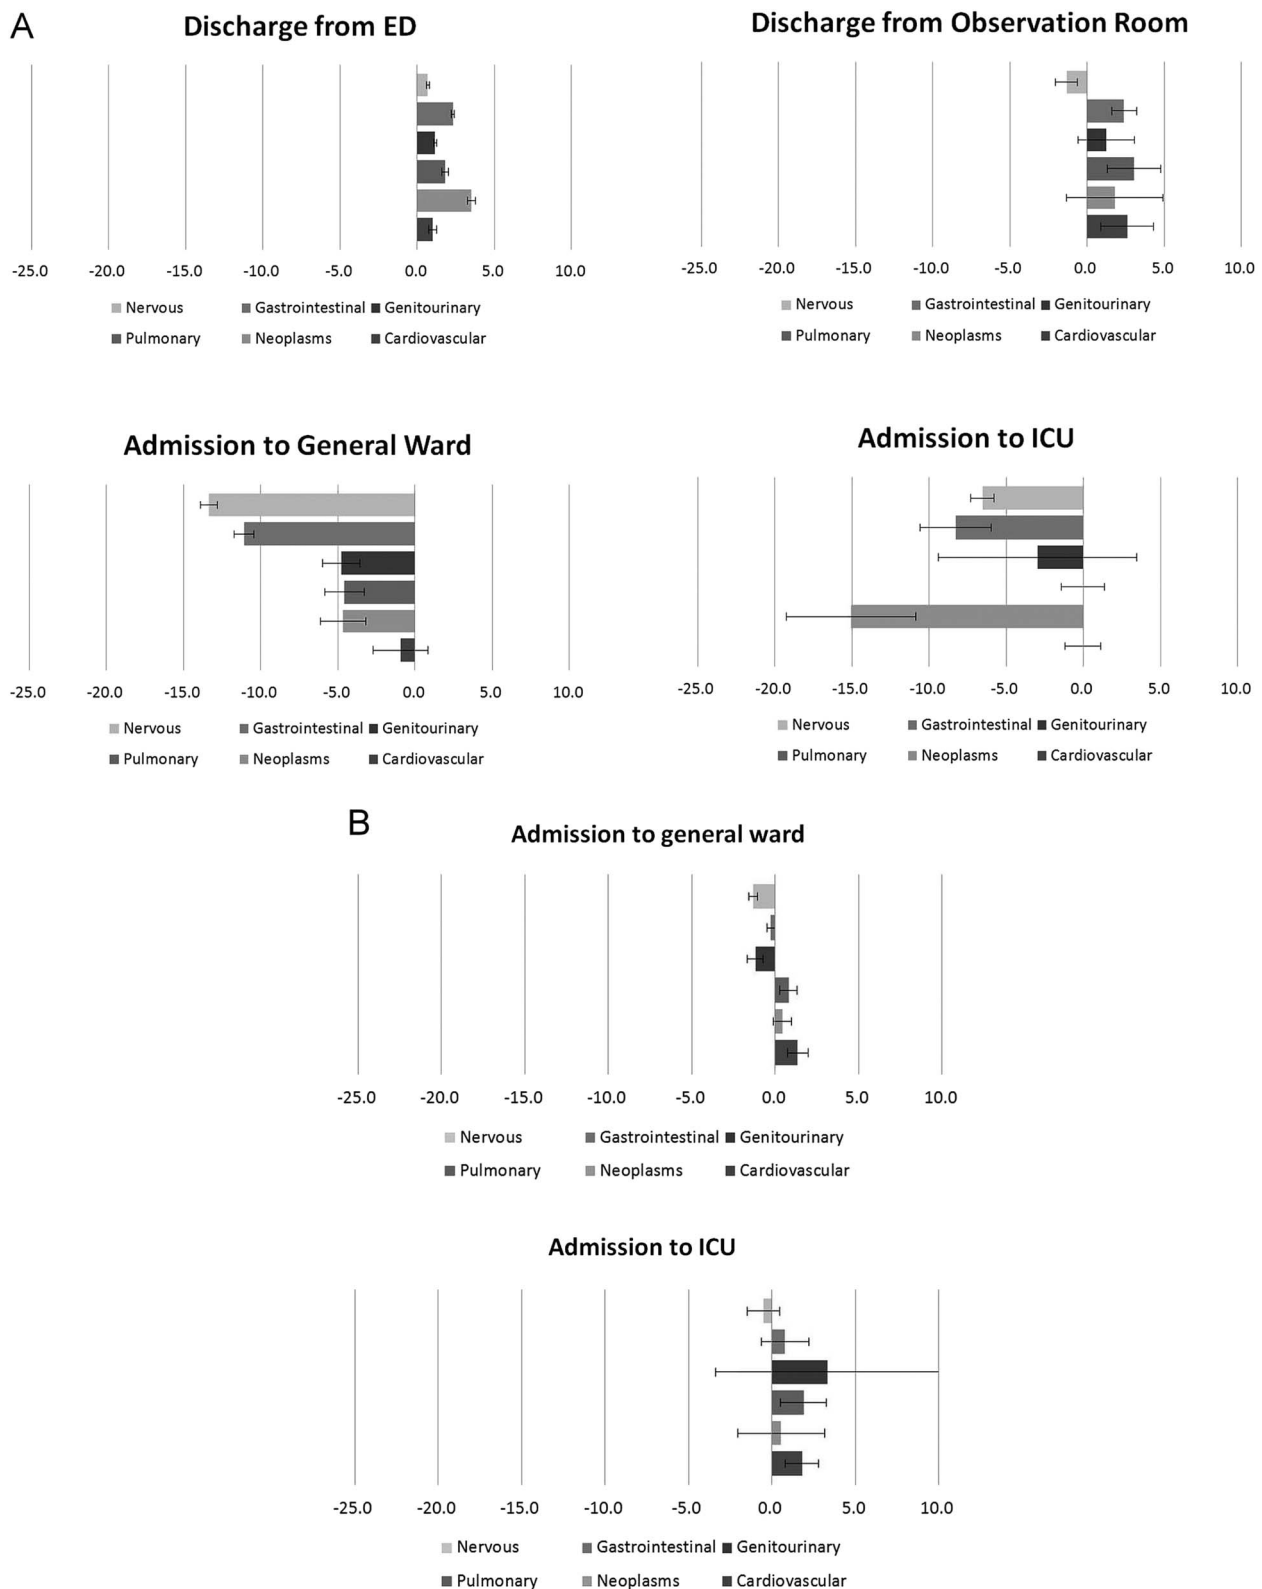 A
Discharge from ED
-25.0 -20.0 -15.0 -10.0 -5.0 0.0 5.0 10.0
Nervous Gastrointestinal Genitourinary
Pulmonary Neoplasms Cardiovascular
Discharge from Observation Room
-25.0 -20.0 -15.0 -10.0 -5.0 0.0 5.0 10.0
Nervous Gastrointestinal Genitourinary
Pulmonary Neoplasms Cardiovascular
Admission to General Ward
-25.0 -20.0 -15.0 -10.0 -5.0 0.0 5.0 10.0
Nervous Gastrointestinal Genitourinary
Pulmonary Neoplasms Cardiovascular
Admission to ICU
-25.0 -20.0 -15.0 -10.0 -5.0 0.0 5.0 10.0
Nervous Gastrointestinal Genitourinary
Pulmonary Neoplasms Cardiovascular
B
Admission to general ward
-25.0 -20.0 -15.0 -10.0 -5.0 0.0 5.0 10.0
Nervous Gastrointestinal Genitourinary
Pulmonary Neoplasms Cardiovascular
Admission to ICU
-25.0 -20.0 -15.0 -10.0 -5.0 0.0 5.0 10.0
Nervous Gastrointestinal Genitourinary
Pulmonary Neoplasms Cardiovascular